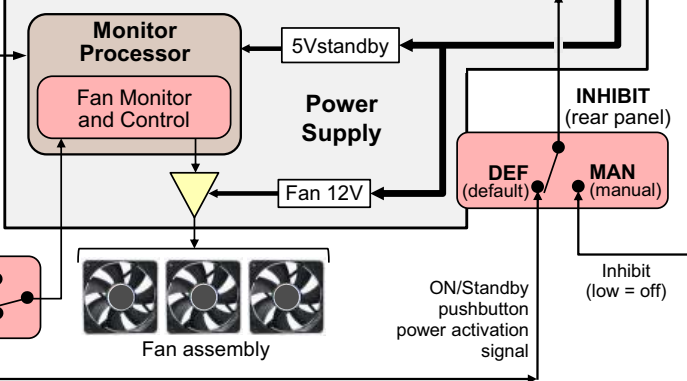 Monitor
Processor
5Vstandby
Fan Monitor
and Control
Power
Supply
INHIBIT
(rear panel)
DEF
(default)
MAN
(manual)
Fan 12V
ON/Standby
pushbutton
power activation
signal
Inhibit
(low = off)
Fan assembly